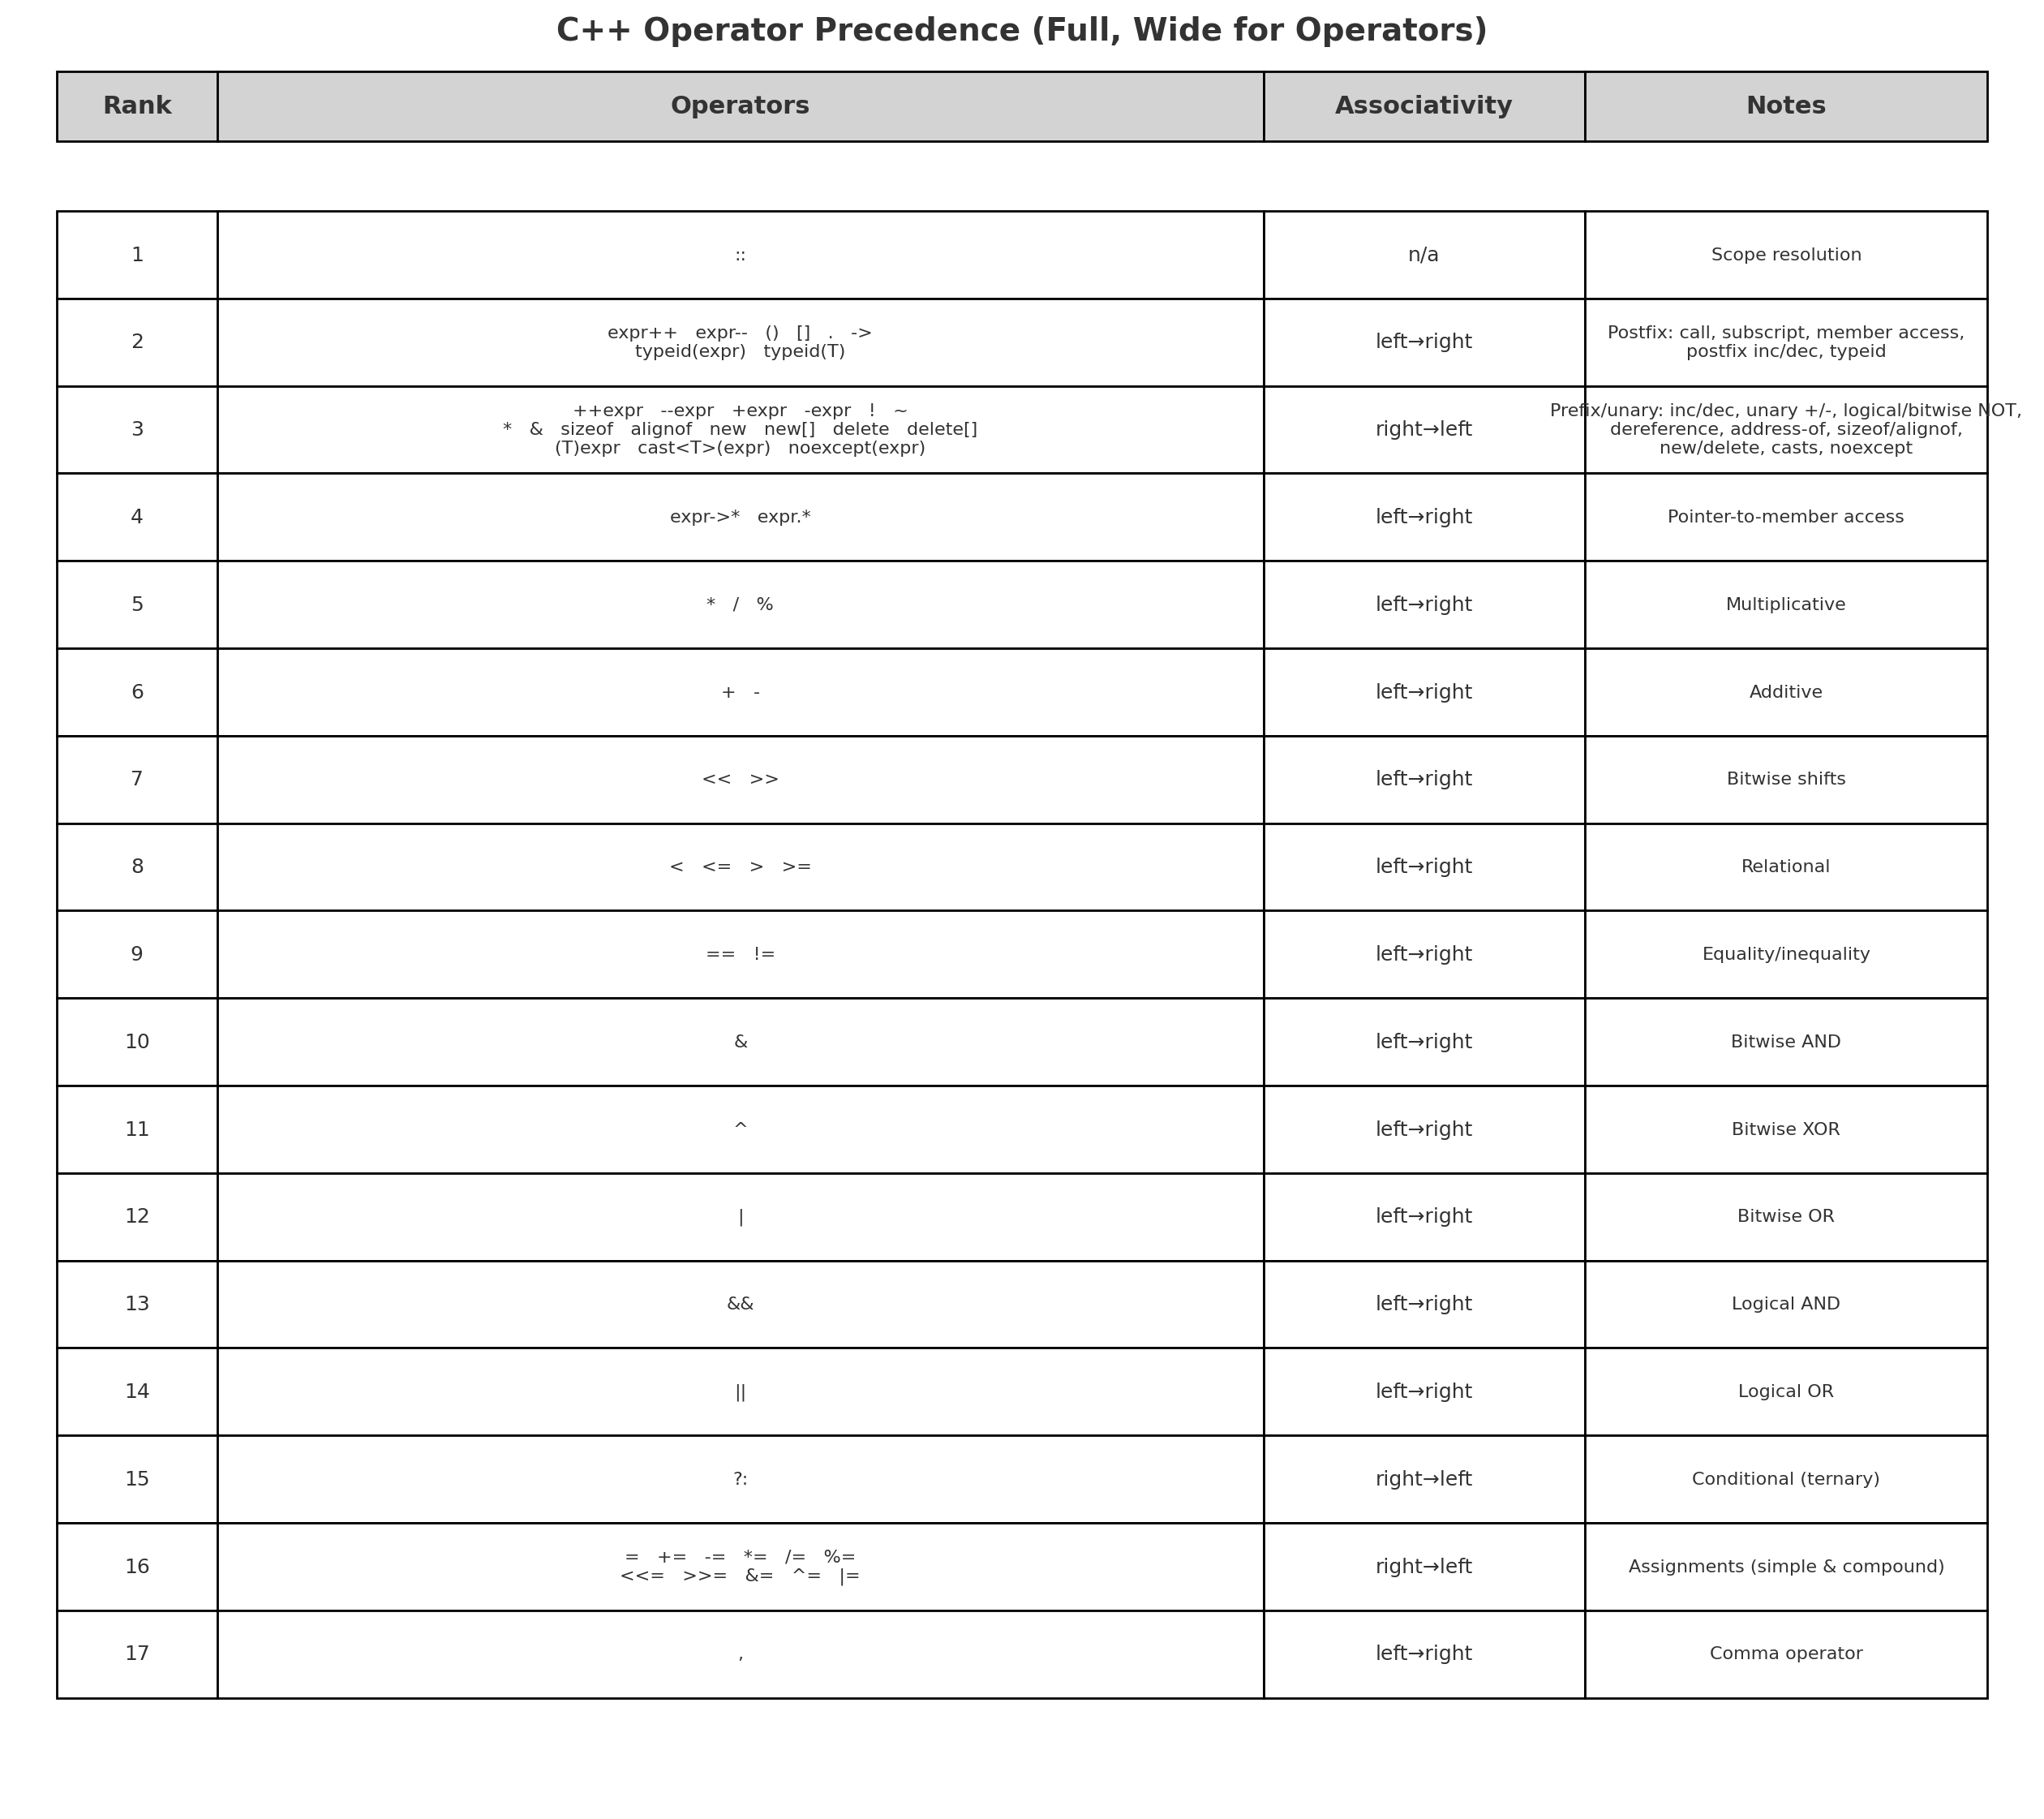 C++ Operator Precedence (Full, Wide for Operators)
Rank Operators Associativity Notes
1 :: n/a Scope resolution
2 expr++ expr-- () [] . -> left→right Postfix: call, subscript, member access,
typeid(expr) typeid(T) postfix inc/dec, typeid
++expr --expr +expr -expr ! ~ Prefix/unary: inc/dec, unary +/-, logical/bitwise NOT,
3 * & sizeof alignof new new[] delete delete[] right→left dereference, address-of, sizeof/alignof,
(T)expr cast<T>(expr) noexcept(expr) new/delete, casts, noexcept
4 expr->* expr.* left→right Pointer-to-member access
5 * / % left→right Multiplicative
6 + - left→right Additive
7 << >> left→right Bitwise shifts
8 < <= > >= left→right Relational
9 == != left→right Equality/inequality
10 & left→right Bitwise AND
11 ^ left→right Bitwise XOR
12 | left→right Bitwise OR
13 && left→right Logical AND
14 || left→right Logical OR
15 ?: right→left Conditional (ternary)
16 = += -= *= /= %= right→left Assignments (simple & compound)
<<= >>= &= ^= |=
17 , left→right Comma operator